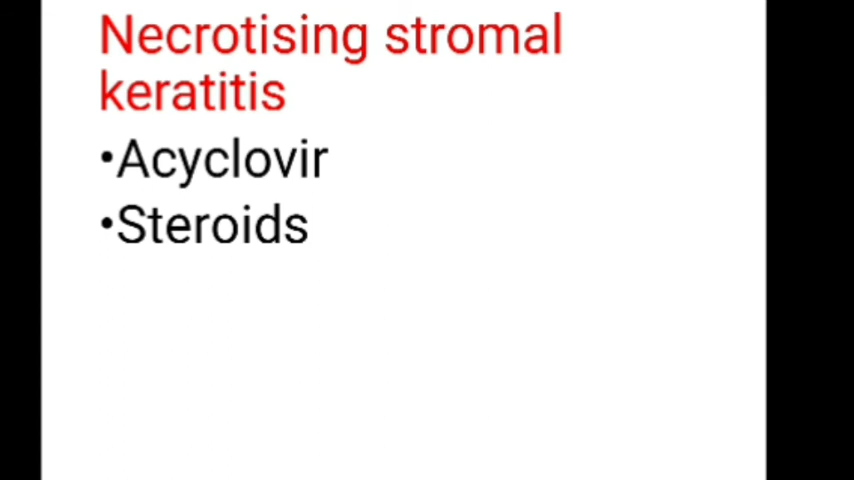 Necrotising stromal
keratitis
•Acyclovir
•Steroids